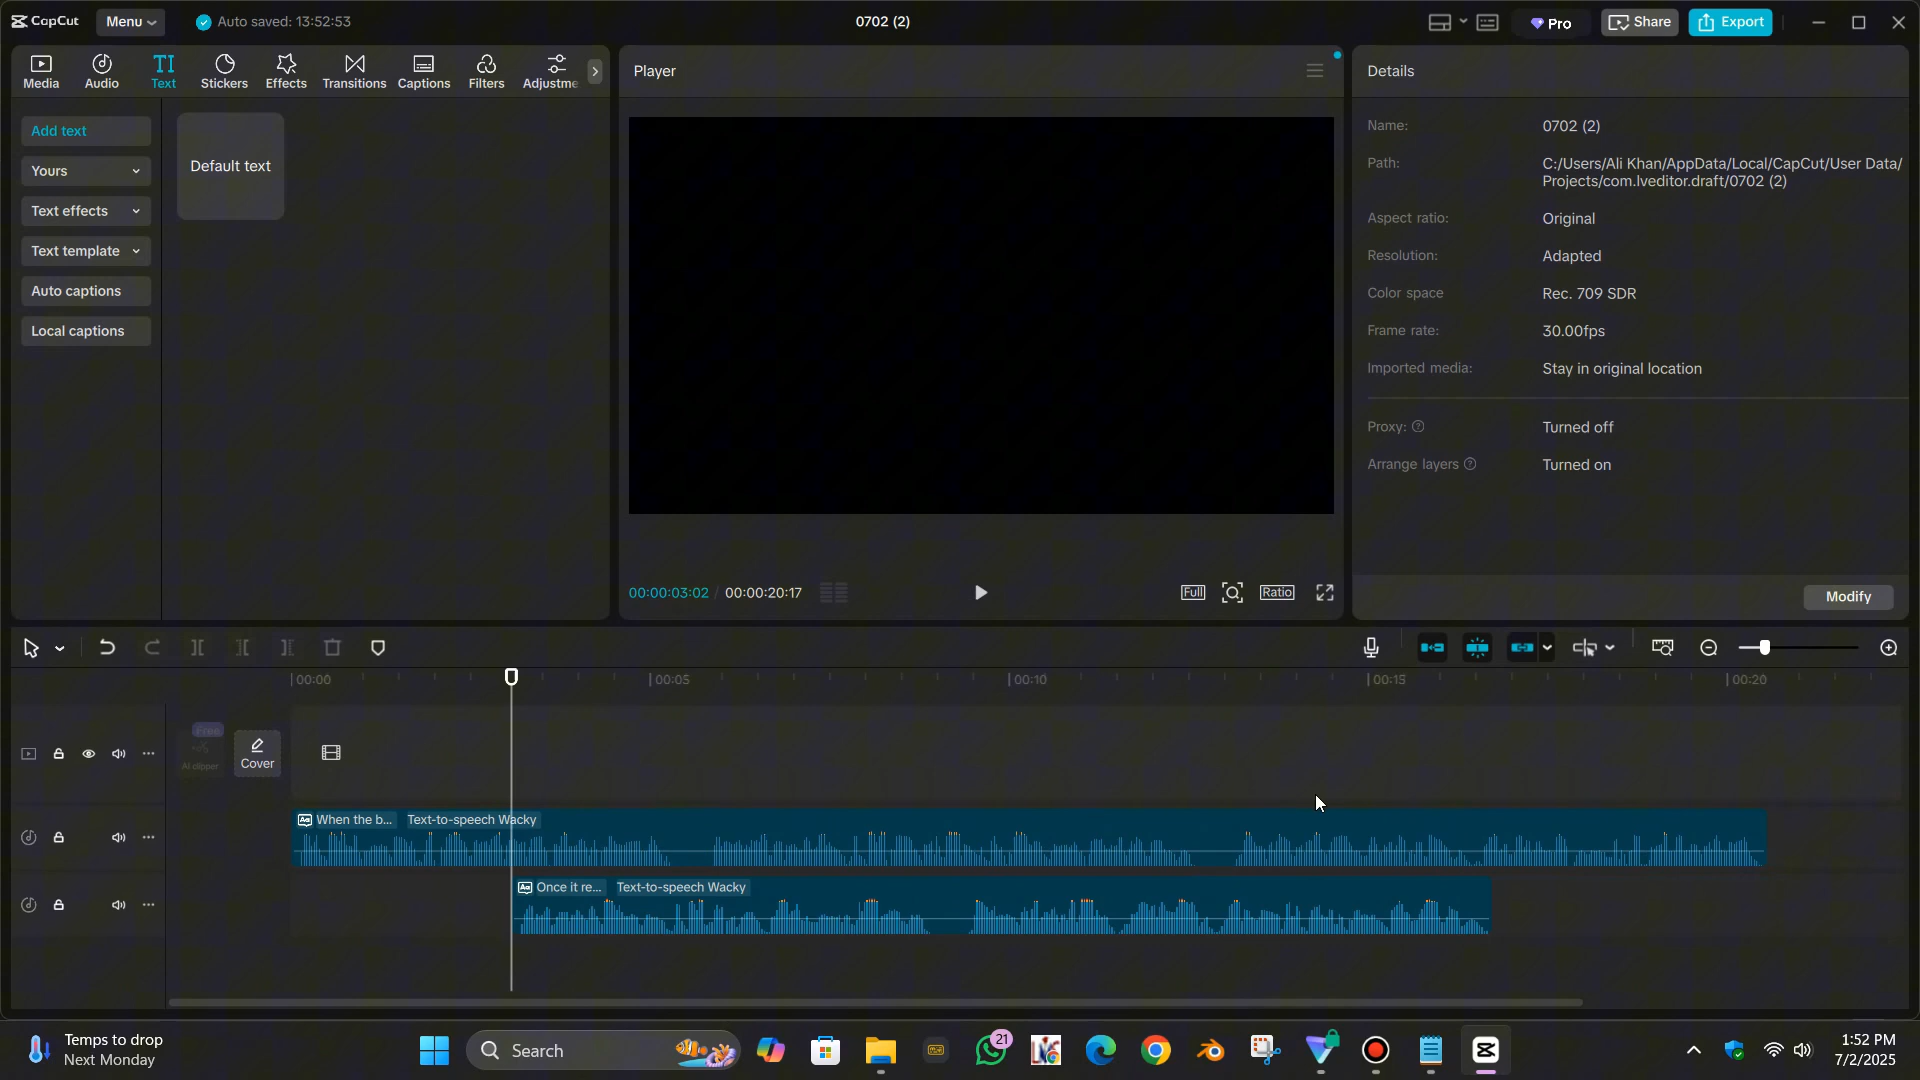 CapCut
Menu
Auto saved: 13:52:53
0702 (2)
Pro
Share
Export
Media
Audio
Text
Stickers
Effects
Transitions
Captions
Filters
Adjustme
Add text
Yours
Text effects
Text template
Auto captions
Local captions
Default text
Player
00:00:03:02 / 00:00:20:17
Full
Ratio
Details
Name: 0702 (2)
Path: C:/Users/Ali Khan/AppData/Local/CapCut/User Data/
Projects/com.lveditor.draft/0702 (2)
Aspect ratio: Original
Resolution: Adapted
Color space Rec. 709 SDR
Frame rate: 30.00fps
Imported media: Stay in original location
Proxy: Turned off
Arrange layers Turned on
Modify
00:00
00:05
00:10
00:15
00:20
Free
AI clipper
Cover
When the b... Text-to-speech Wacky
Once it re... Text-to-speech Wacky
Temps to drop
Next Monday
Search
21
1:52 PM
7/2/2025